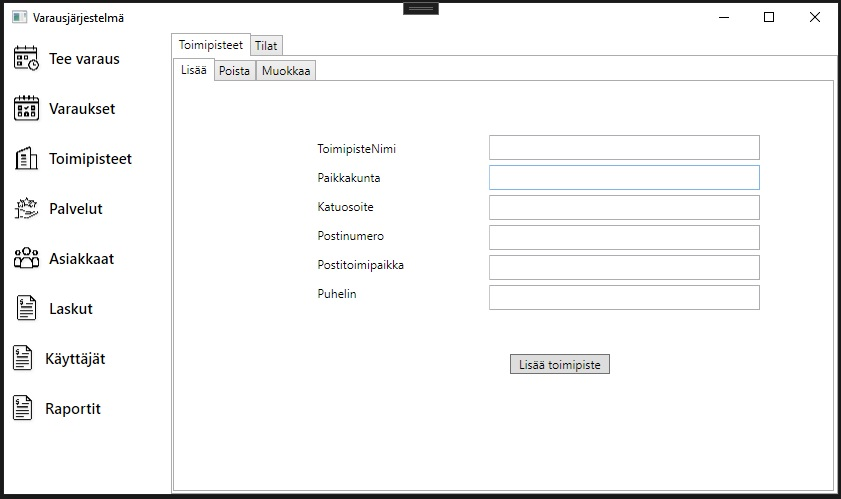 Varausjärjestelmä
Tee varaus
Varaukset
Toimipisteet
Palvelut
Asiakkaat
Laskut
Käyttäjät
Raportit
Toimipisteet Tilat
Lisää Poista Muokkaa
ToimipisteNimi
Paikkakunta
Katuosoite
Postinumero
Postitoimipaikka
Puhelin
Lisää toimipiste